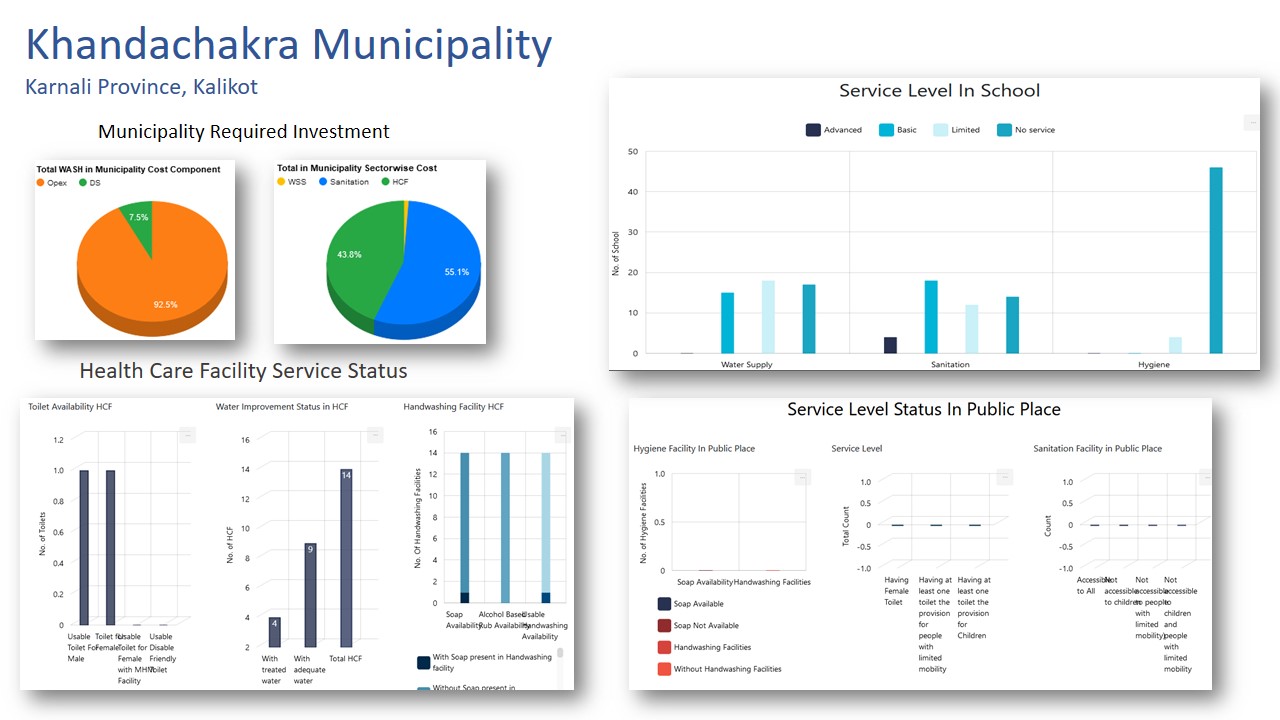 Khandachakra Municipality
Karnali Province, Kalikot
Municipality Required Investment
Total WASH in Municipality Cost Component
Opex DS
7.5%
92.5%
Total in Municipality Sectorwise Cost
WSS Sanitation HCF
43.8%
55.1%
Service Level In School
Advanced Basic Limited No service
No. of School
50
40
30
20
10
0
Water Supply Sanitation Hygiene
Health Care Facility Service Status
Toilet Availability HCF
No. of Toilets
1.2
1.0
0.8
0.6
0.4
0.2
0
Usable Toilet For Male
Toilet for Female
Usable Toilet for Female with MHM Facility
Usable Disable Friendly Toilet
Water Improvement Status in HCF
No. of HCF
16
14
12
10
8
6
4
2
4
9
14
With treated water
With adequate water
Total HCF
Handwashing Facility HCF
No. Of Handwashing Facilities
16
14
12
10
8
6
4
2
0
Soap Availability
Alcohol Based Rub Availability
Usable Handwashing Availability
With Soap present in Handwashing
facility
Without Soap present in
Service Level Status In Public Place
Hygiene Facility In Public Place
No. of Hygiene Facilities
1.0
0.5
0
Soap Availability Handwashing Facilities
Soap Available
Soap Not Available
Handwashing Facilities
Without Handwashing Facilities
Service Level
Total Count
1.0
0.5
0
-0.5
-1.0
Having Female Toilet
Having at least one toilet the provision for people with limited mobility
Having at least one toilet the provision for Children
Sanitation Facility in Public Place
Count
1.0
0.5
0
-0.5
-1.0
Accessible to All
Not accessible to children
Not accessible to people with limited mobility
Not accessible to children and people with limited mobility